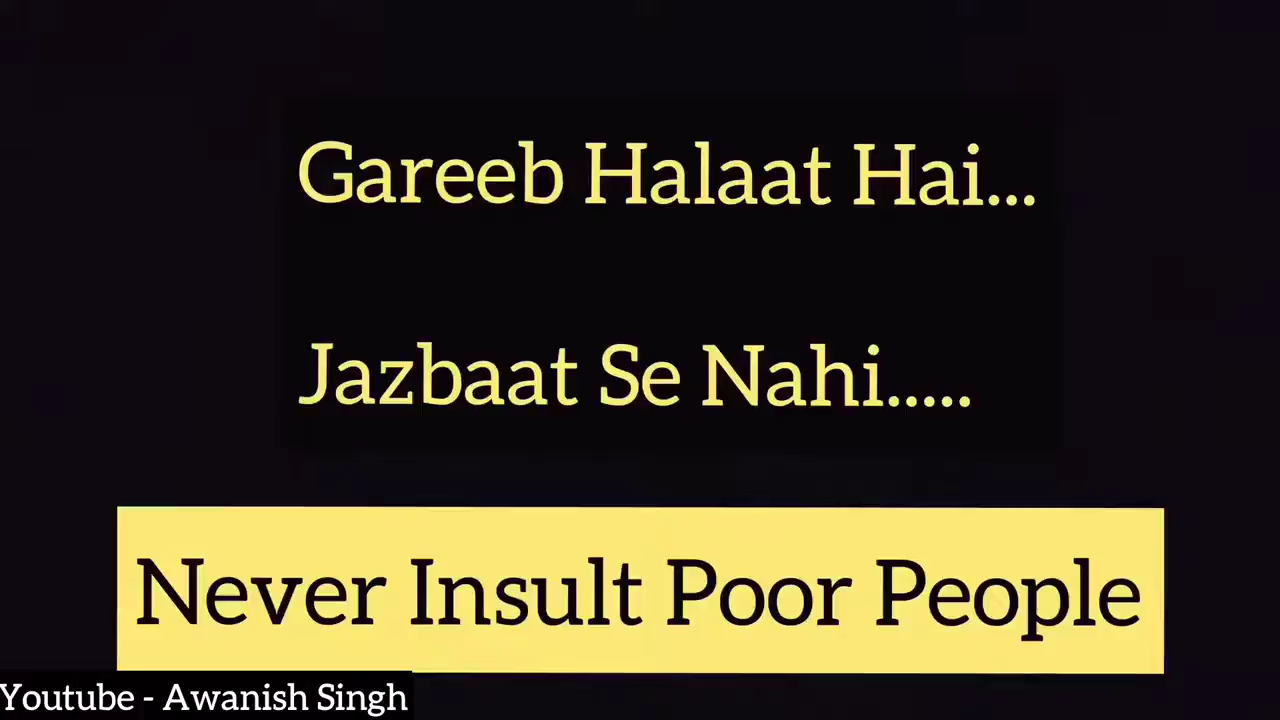 Gareeb Halaat Hai...
Jazbaat Se Nahi.....
Never Insult Poor People
Youtube - Awanish Singh